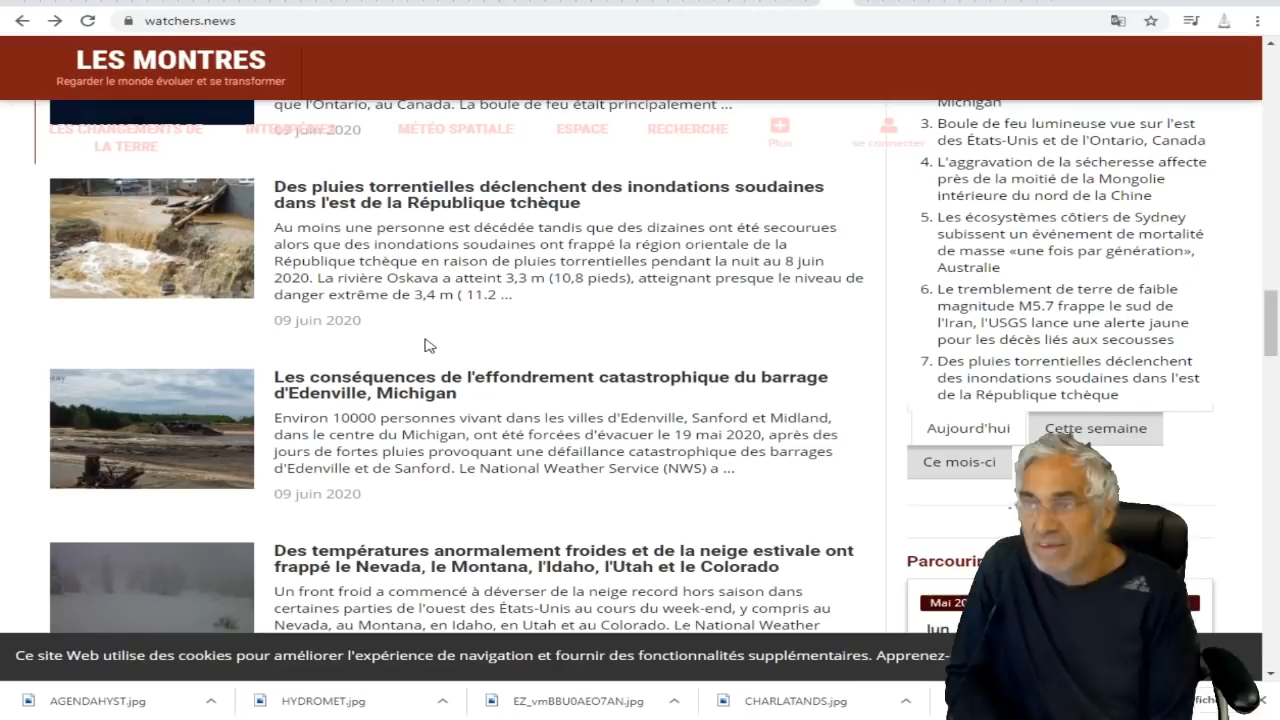 watchers.news
LES MONTRES
Regarder le monde évoluer et se transformer
LES CHANGEMENTS DE
LA TERRE
MÉTÉO SPATIALE
ESPACE
RECHERCHE
Plus
se connecter
que l'Ontario, au Canada. La boule de feu était principalement ...
09 juin 2020
Des pluies torrentielles déclenchent des inondations soudaines
dans l'est de la République tchèque
Au moins une personne est décédée tandis que des dizaines ont été secourues
alors que des inondations soudaines ont frappé la région orientale de la
République tchèque en raison de pluies torrentielles pendant la nuit au 8 juin
2020. La rivière Oskava a atteint 3,3 m (10,8 pieds), atteignant presque le niveau de
danger extrême de 3,4 m ( 11.2 ...
09 juin 2020
Les conséquences de l'effondrement catastrophique du barrage
d'Edenville, Michigan
Environ 10000 personnes vivant dans les villes d'Edenville, Sanford et Midland,
dans le centre du Michigan, ont été forcées d'évacuer le 19 mai 2020, après des
jours de fortes pluies provoquant une défaillance catastrophique des barrages
d'Edenville et de Sanford. Le National Weather Service (NWS) a ...
09 juin 2020
Des températures anormalement froides et de la neige estivale ont
frappé le Nevada, le Montana, l'Idaho, l'Utah et le Colorado
Un front froid a commencé à déverser de la neige record hors saison dans
certaines parties de l'ouest des États-Unis au cours du week-end, y compris au
Nevada, au Montana, en Idaho, en Utah et au Colorado. Le National Weather
Michigan
3. Boule de feu lumineuse vue sur l'est
des États-Unis et de l'Ontario, Canada
4. L'aggravation de la sécheresse affecte
près de la moitié de la Mongolie
intérieure du nord de la Chine
5. Les écosystèmes côtiers de Sydney
subissent un événement de mortalité
de masse «une fois par génération»,
Australie
6. Le tremblement de terre de faible
magnitude M5.7 frappe le sud de
l'Iran, l'USGS lance une alerte jaune
pour les décès liés aux secousses
7. Des pluies torrentielles déclenchent
des inondations soudaines dans l'est
de la République tchèque
Aujourd'hui
Cette semaine
Ce mois-ci
Parcourir
Mai 20
lun
Ce site Web utilise des cookies pour améliorer l'expérience de navigation et fournir des fonctionnalités supplémentaires. Apprenez-
AGENDAHYST.jpg
HYDROMET.jpg
EZ_vmBBU0AEO7AN.jpg
CHARLATANDS.jpg